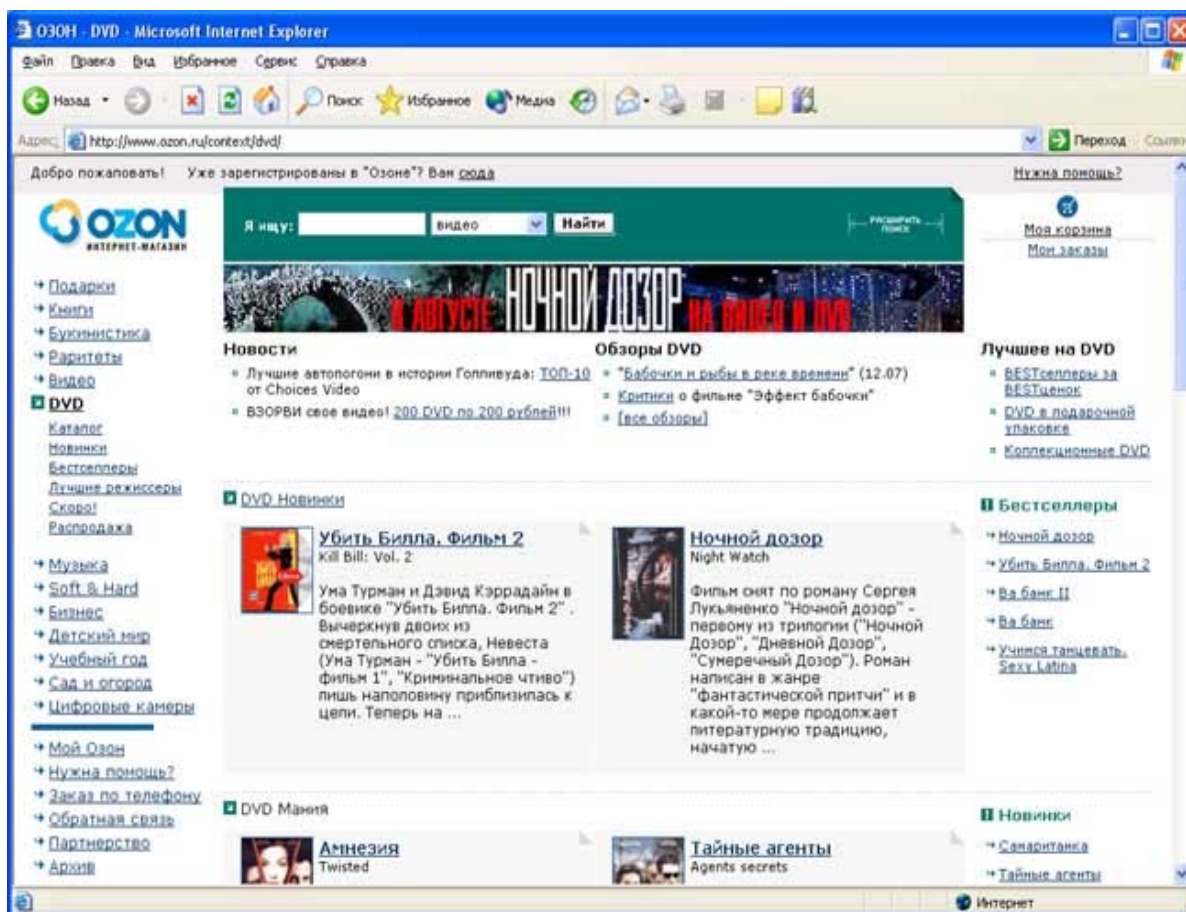 ОЗОН - DVD - Microsoft Internet Explorer
Файл Правка Вид Избранное Сервис Справка
Назад Поиск Избранное Медиа
Адрес: http://www.ozon.ru/context/dvd/ Переход Ссылки
Добро пожаловать! Уже зарегистрированы в "Озоне"? Вам сюда
Нужна помощь?
OZON
ИНТЕРНЕТ-МАГАЗИН
Я ищу: видео Найти
РАСШИРИТЬ
ПОИСК
Моя корзина
Мои заказы
В АВГУСТЕ НОЧНОЙ ДОЗОР НА ВИДЕО И DVD
Подарки
Книги
Букинистика
Раритеты
Видео
DVD
Каталог
Новинки
Бестселлеры
Лучшие режиссеры
Скоро!
Распродажа
Музыка
Soft & Hard
Бизнес
Детский мир
Учебный год
Сад и огород
Цифровые камеры
Мой Озон
Нужна помощь?
Заказ по телефону
Обратная связь
Партнерство
Архив
Новости
Лучшие автопогони в истории Голливуда: ТОП-10
от Choices Video
ВЗОРВИ свое видео! 200 DVD по 200 рублей!!!
Обзоры DVD
"Бабочки и рыбы в реке времени" (12.07)
Критики о фильме "Эффект бабочки"
[все обзоры]
Лучшее на DVD
BESTселлеры за
BESTценок
DVD в подарочной
упаковке
Коллекционные DVD
DVD Новинки
Убить Билла. Фильм 2
Kill Bill: Vol. 2
Ума Турман и Дэвид Кэррадайн в
боевике "Убить Билла. Фильм 2" .
Вычеркнув двоих из
смертельного списка, Невеста
(Ума Турман - "Убить Билла -
фильм 1", "Криминальное чтиво")
лишь наполовину приблизилась к
цели. Теперь на ...
Ночной дозор
Night Watch
Фильм снят по роману Сергея
Лукьяненко "Ночной дозор" -
первому из трилогии ("Ночной
Дозор", "Дневной Дозор",
"Сумеречный Дозор"). Роман
написан в жанре
"фантастической притчи" и в
какой-то мере продолжает
литературную традицию,
начатую ...
Бестселлеры
Ночной дозор
Убить Билла. Фильм 2
Ва банк II
Ва банк
Учимся танцевать.
Sexy Latina
DVD Мания
Амнезия
Twisted
Тайные агенты
Agents secrets
Новинки
Самаритянка
Тайные агенты
Интернет